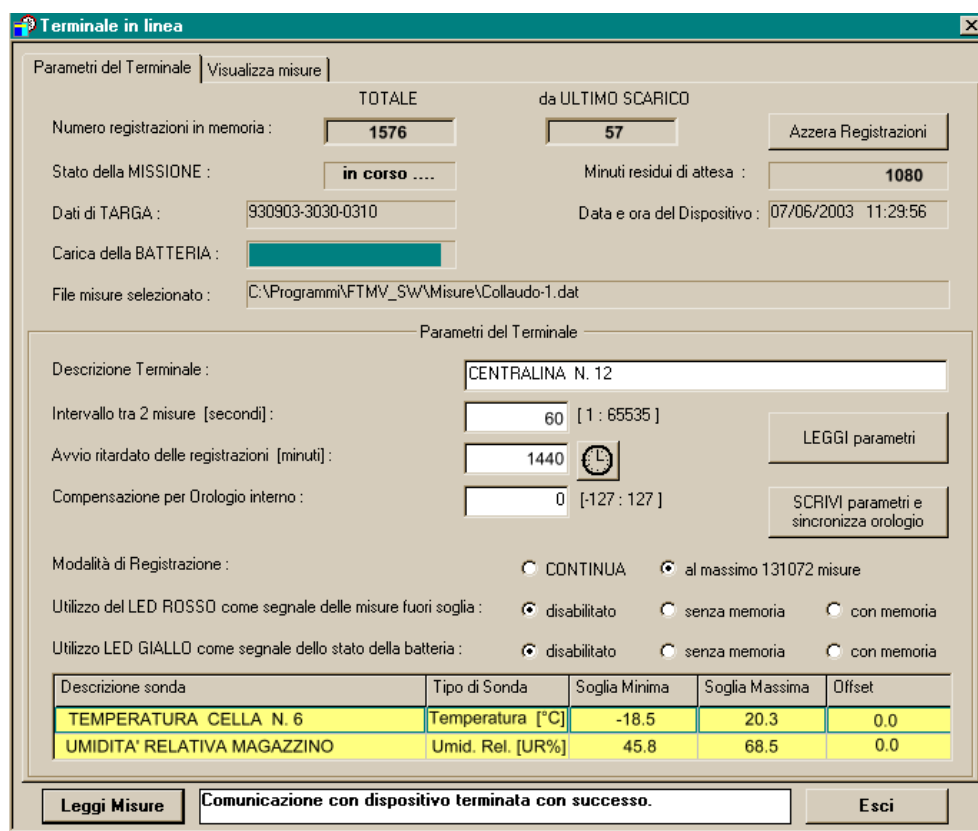 Terminale in linea
Parametri del Terminale Visualizza misure
TOTALE da ULTIMO SCARICO
Numero registrazioni in memoria : 1576 57 Azzera Registrazioni
Stato della MISSIONE : in corso .... Minuti residui di attesa : 1080
Dati di TARGA : 930903-3030-0310 Data e ora del Dispositivo : 07/06/2003 11:29:56
Carica della BATTERIA :
File misure selezionato : C:\Programmi\FTMV_SW\Misure\Collaudo-1.dat
Parametri del Terminale
Descrizione Terminale : CENTRALINA N. 12
Intervallo tra 2 misure [secondi] : 60 [ 1 : 65535 ]
LEGGI parametri
Avvio ritardato delle registrazioni [minuti] : 1440
Compensazione per Orologio interno : 0 [-127 : 127 ]
SCRIVI parametri e
sincronizza orologio
Modalità di Registrazione : CONTINUA al massimo 131072 misure
Utilizzo del LED ROSSO come segnale delle misure fuori soglia : disabilitato senza memoria con memoria
Utilizzo LED GIALLO come segnale dello stato della batteria : disabilitato senza memoria con memoria
Descrizione sonda Tipo di Sonda Soglia Minima Soglia Massima Offset
TEMPERATURA CELLA N. 6 Temperatura [°C] -18.5 20.3 0.0
UMIDITA' RELATIVA MAGAZZINO Umid. Rel. [UR%] 45.8 68.5 0.0
Leggi Misure Comunicazione con dispositivo terminata con successo. Esci